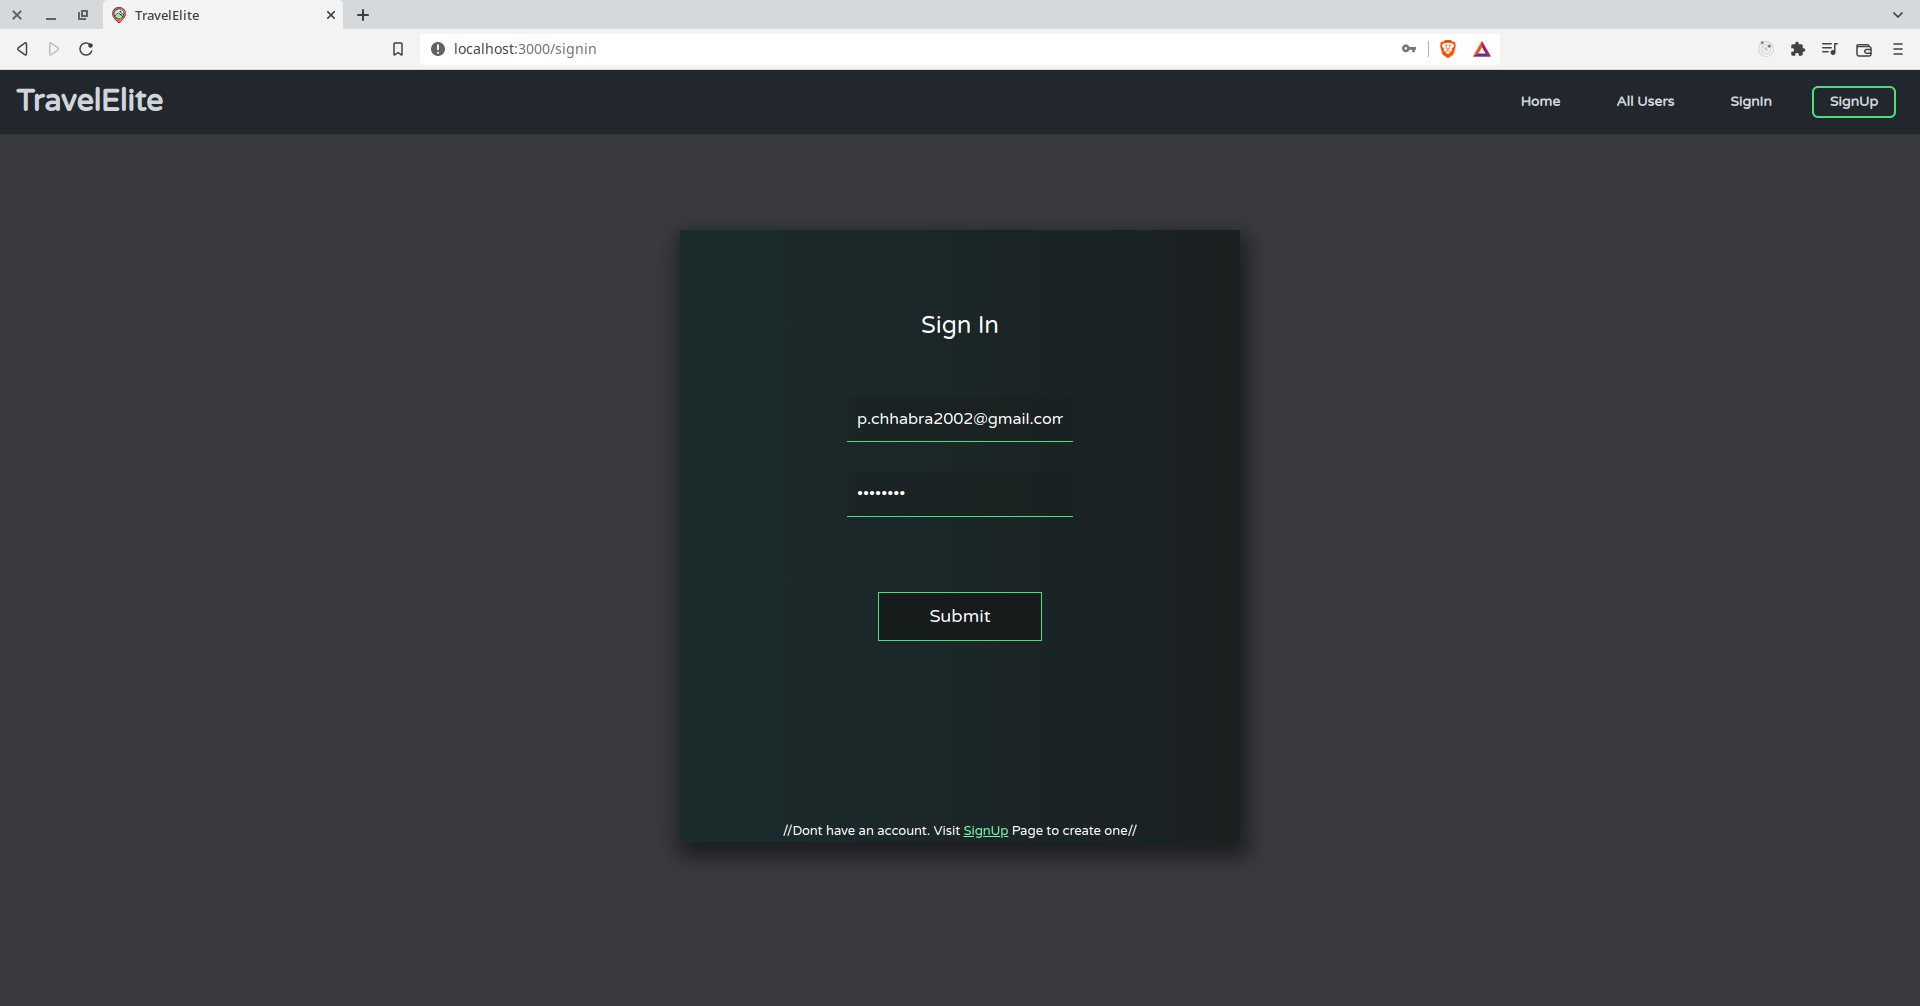 TravelElite
localhost:3000/signin
TravelElite
Home
All Users
SignIn
SignUp
Sign In
p.chhabra2002@gmail.com
••••••••
Submit
//Dont have an account. Visit SignUp Page to create one//